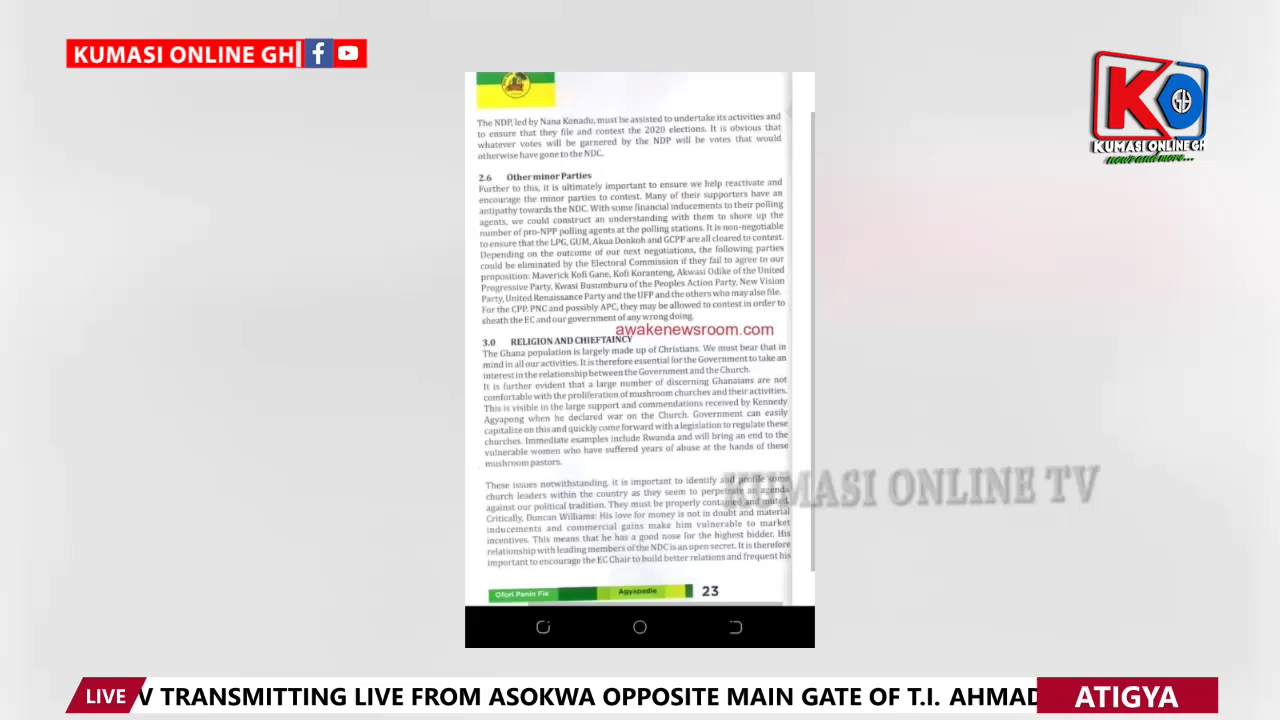 KUMASI ONLINE GH
KO
GH
KUMASI ONLINE GH
news and more...
The NDP, led by Nana Konadu, must be assisted to undertake its activities and
to ensure that they file and contest the 2020 elections. It is obvious that
whatever votes will be garnered by the NDP will be votes that would
otherwise have gone to the NDC.
2.6 Other minor Parties
Further to this, it is ultimately important to ensure we help reactivate and
encourage the minor parties to contest. Many of their supporters have an
antipathy towards the NDC. With some financial inducements to their polling
agents, we could construct an understanding with them to shore up the
number of pro-NPP polling agents at the polling stations. It is non-negotiable
to ensure that the LPG, GUM, Akua Donkoh and GCPP are all cleared to contest.
Depending on the outcome of our next negotiations, the following parties
could be eliminated by the Electoral Commission if they fail to agree to our
proposition: Maverick Kofi Gane, Kofi Koranteng, Akwasi Odike of the United
Progressive Party, Kwasi Busumburu of the Peoples Action Party, New Vision
Party, United Renaissance Party and the UFP and the others who may also file.
For the CPP, PNC and possibly APC, they may be allowed to contest in order to
sheath the EC and our government of any wrong doing.
awakenewsroom.com
3.0 RELIGION AND CHIEFTAINCY
The Ghana population is largely made up of Christians. We must bear that in
mind in all our activities. It is therefore essential for the Government to take an
interest in the relationship between the Government and the Church.
It is further evident that a large number of discerning Ghanaians are not
comfortable with the proliferation of mushroom churches and their activities.
This is visible in the large support and commendations received by Kennedy
Agyapong when he declared war on the Church. Government can easily
capitalize on this and quickly come forward with a legislation to regulate these
churches. Immediate examples include Rwanda and will bring an end to the
vulnerable women who have suffered years of abuse at the hands of these
mushroom pastors.
These issues notwithstanding, it is important to identify and profile some
church leaders within the country as they seem to perpetrate an agenda
against our political tradition. They must be properly contained and muted.
Critically, Duncan Williams: His love for money is not in doubt and material
inducements and commercial gains make him vulnerable to market
incentives. This means that he has a good nose for the highest bidder. His
relationship with leading members of the NDC is an open secret. It is therefore
important to encourage the EC Chair to build better relations and frequent his
KUMASI ONLINE TV
Ofori Panin Fie Agyapadie 23
LIVE V TRANSMITTING LIVE FROM ASOKWA OPPOSITE MAIN GATE OF T.I. AHMAD ATIGYA